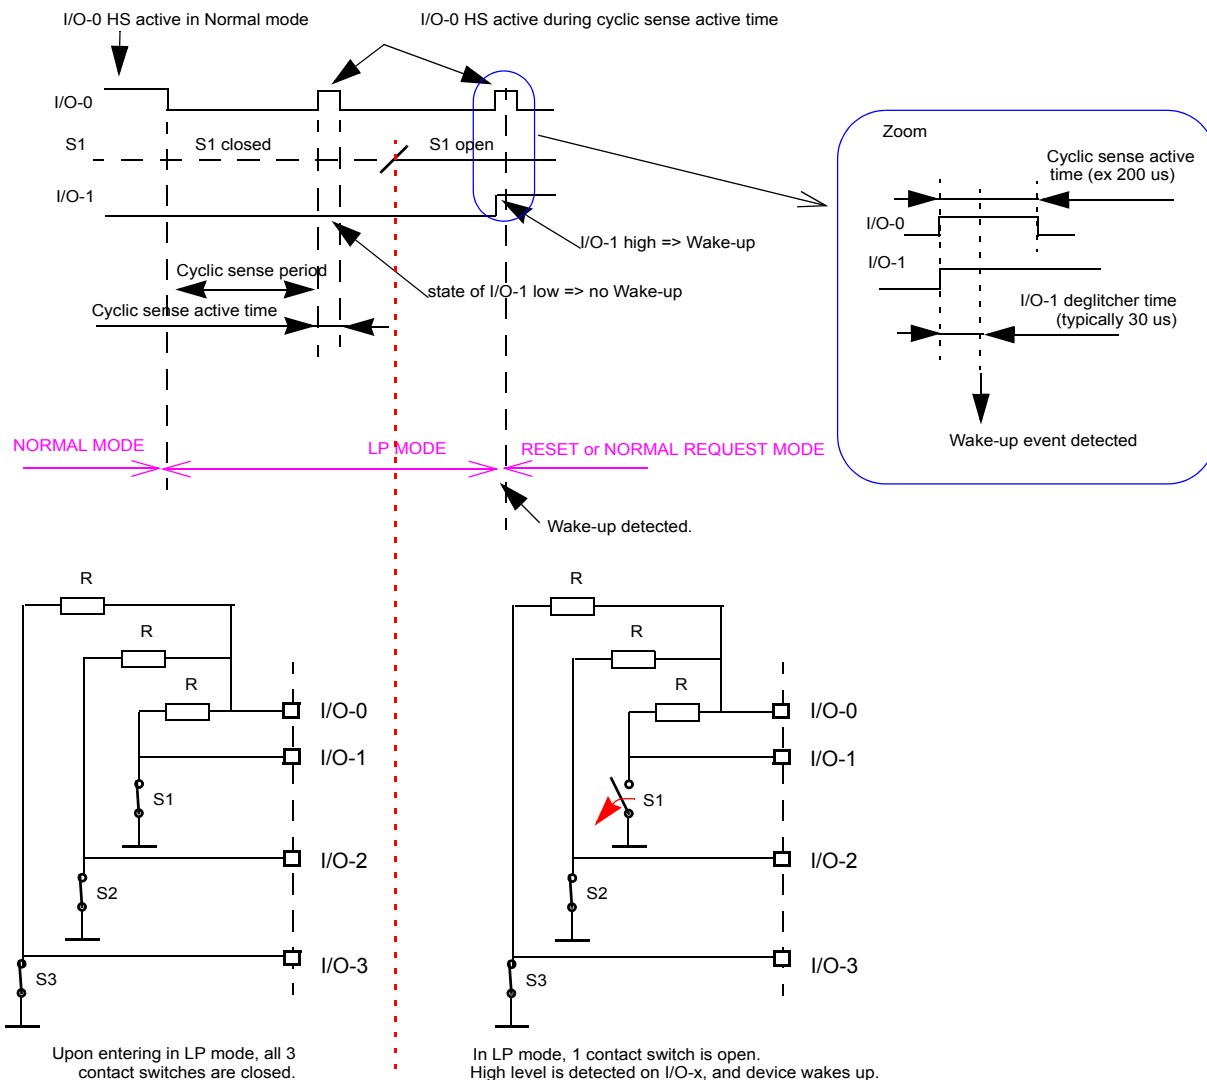 I/O-0 HS active in Normal mode
I/O-0 HS active during cyclic sense active time
I/O-0
S1
S1 closed
S1 open
I/O-1
I/O-1 high => Wake-up
Cyclic sense period
state of I/O-1 low => no Wake-up
Cyclic sense active time
Zoom
Cyclic sense active
time (ex 200 us)
I/O-0
I/O-1
I/O-1 deglitcher time
(typically 30 us)
Wake-up event detected
NORMAL MODE
LP MODE
RESET or NORMAL REQUEST MODE
Wake-up detected.
R
R
R
I/O-0
I/O-1
S1
I/O-2
S2
I/O-3
S3
Upon entering in LP mode, all 3
contact switches are closed.
R
R
R
I/O-0
I/O-1
S1
I/O-2
S2
I/O-3
S3
In LP mode, 1 contact switch is open.
High level is detected on I/O-x, and device wakes up.